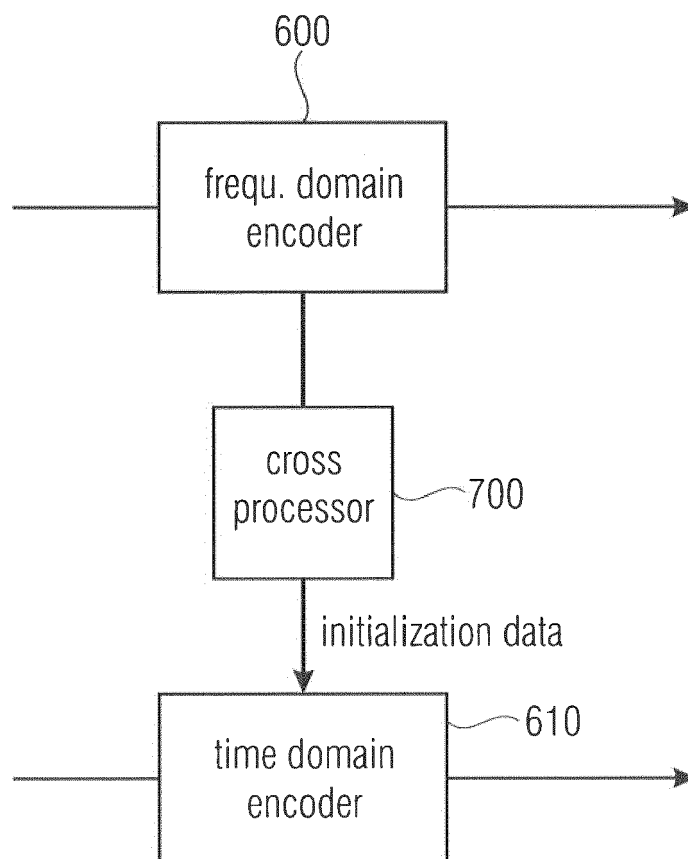 600
frequ. domain
encoder
cross
processor
700
initialization data
610
time domain
encoder